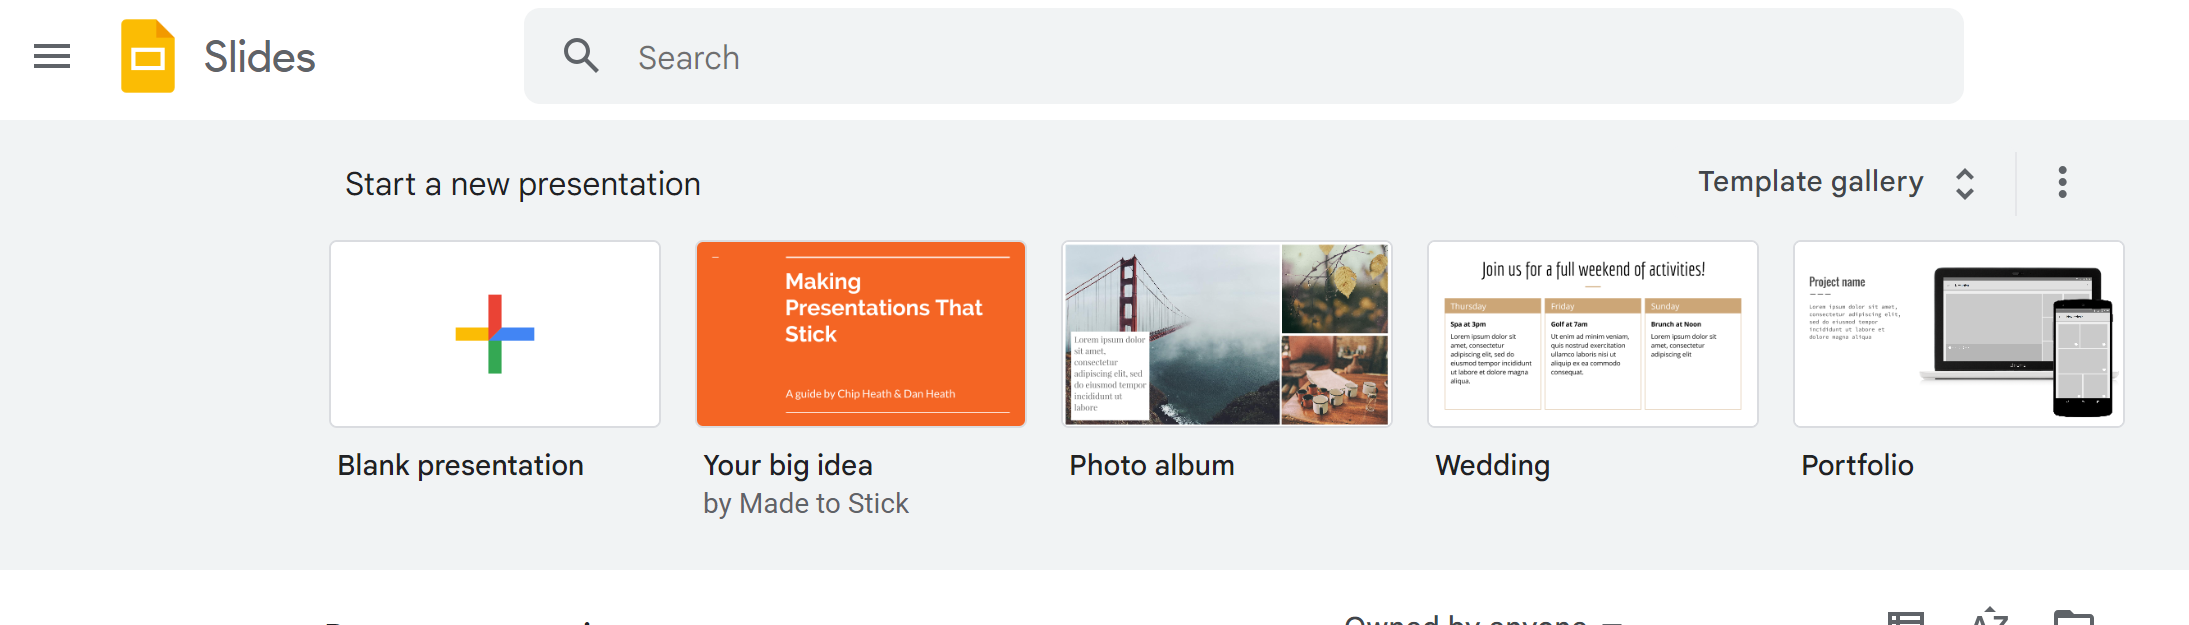 Slides
Search
Start a new presentation
Template gallery
Making
Presentations That
Stick
A guide by Chip Heath & Dan Heath
Lorem ipsum dolor
sit amet,
consectetur
adipiscing elit, sed
do eiusmod tempor
incididunt ut
labore
Join us for a full weekend of activities!
Thursday
Spa at 3pm
Lorem ipsum dolor sit
amet, consectetur
adipiscing elit, sed do
eiusmod tempor incididunt
ut labore et dolore magna
aliqua.
Friday
Golf at 7am
Ut enim ad minim veniam,
quis nostrud exercitation
ullamco laboris nisi ut
aliquip ex ea commodo
consequat.
Sunday
Brunch at Noon
Lorem ipsum dolor sit
amet, consectetur
adipiscing elit
Project name
Lorem ipsum dolor sit amet,
consectetur adipiscing elit,
sed do eiusmod tempor
incididunt ut labore et
dolore magna aliqua
Blank presentation
Your big idea
by Made to Stick
Photo album
Wedding
Portfolio
Owned by anyone
AZ